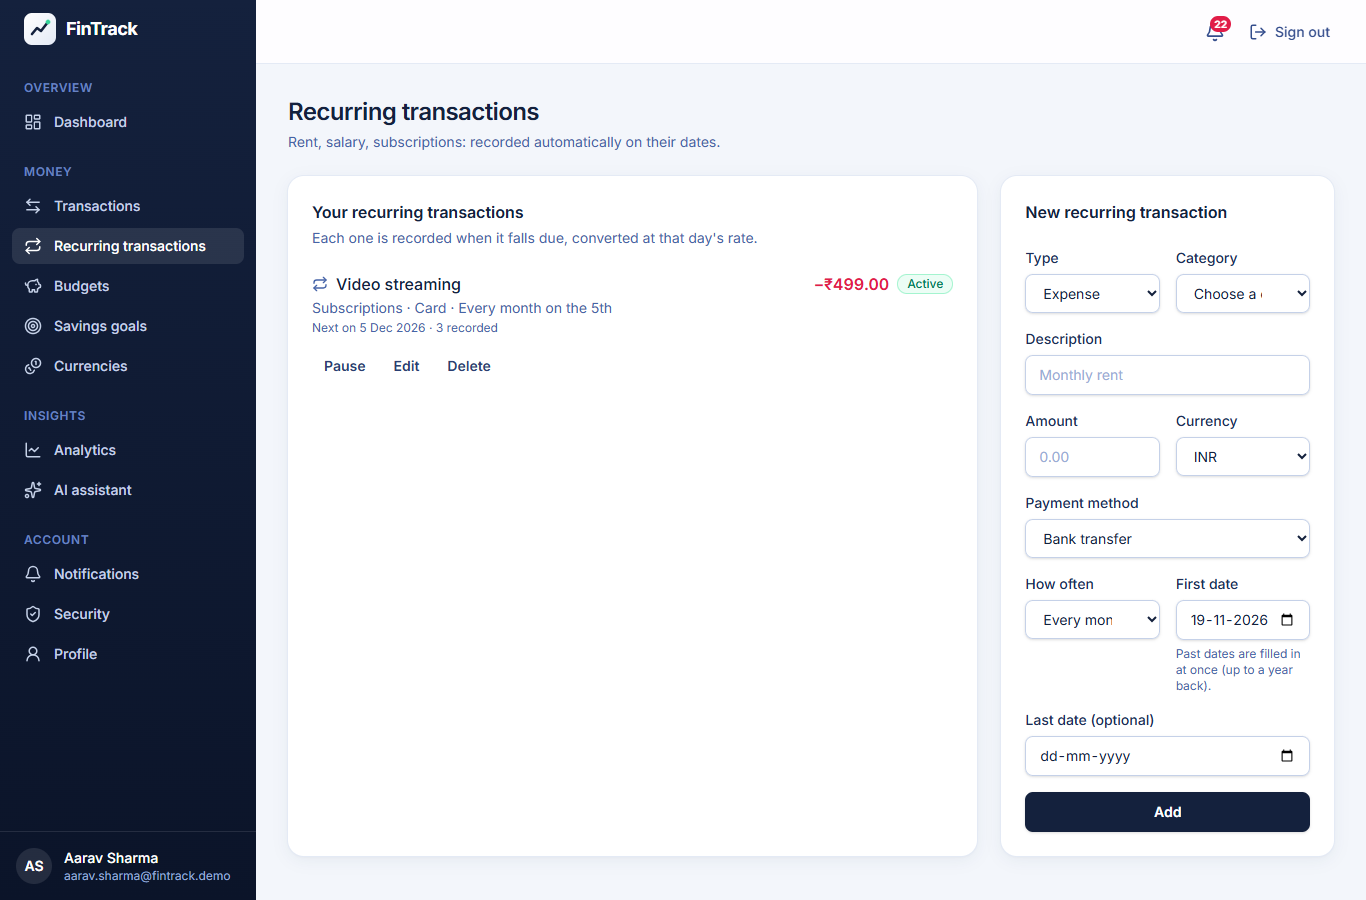 FinTrack
OVERVIEW
Dashboard
MONEY
Transactions
Recurring transactions
Budgets
Savings goals
Currencies
INSIGHTS
Analytics
AI assistant
ACCOUNT
Notifications
Security
Profile
AS
Aarav Sharma
aarav.sharma@fintrack.demo
22
Sign out
Recurring transactions
Rent, salary, subscriptions: recorded automatically on their dates.
Your recurring transactions
Each one is recorded when it falls due, converted at that day's rate.
Video streaming
−₹499.00 Active
Subscriptions · Card · Every month on the 5th
Next on 5 Dec 2026 · 3 recorded
Pause Edit Delete
New recurring transaction
Type Category
Expense Choose a
Description
Monthly rent
Amount Currency
0.00 INR
Payment method
Bank transfer
How often First date
Every mon 19-11-2026
Past dates are filled in
at once (up to a year
back).
Last date (optional)
dd-mm-yyyy
Add